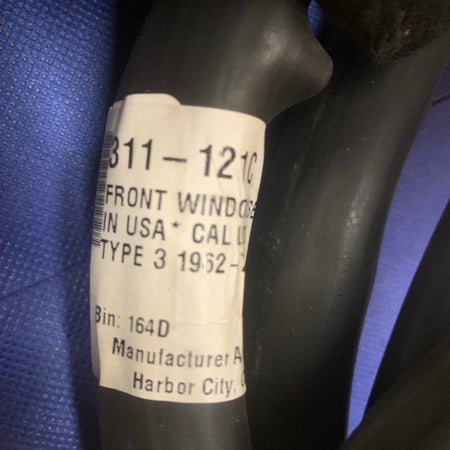 311-121C
FRONT WINDO
IN USA* CAL
TYPE 3 1962-
Bin: 164D
Manufacturer A
Harbor City,